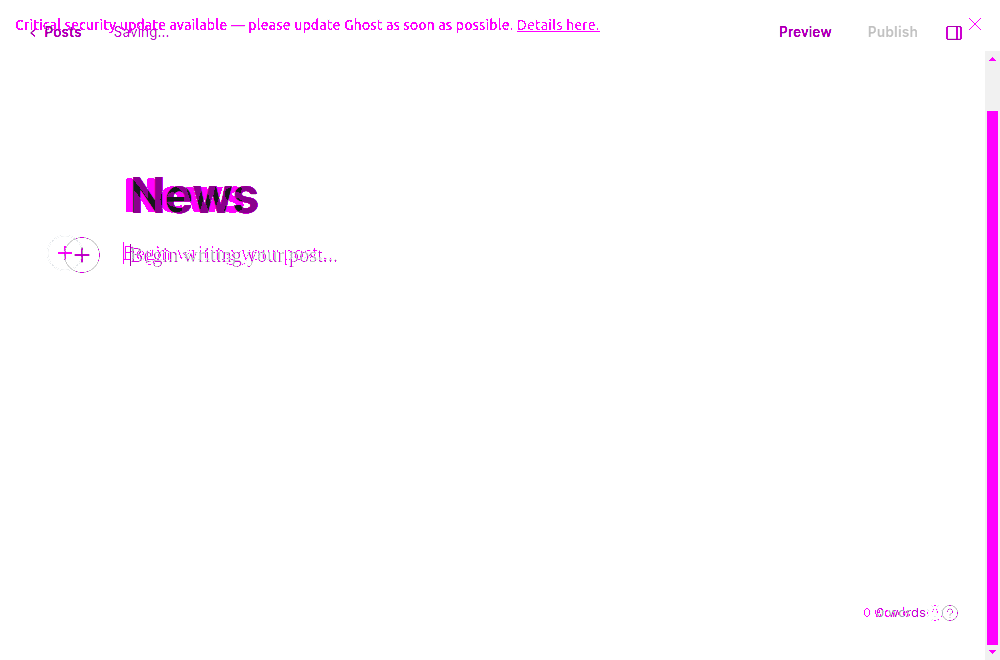 Critical security update available — please update Ghost as soon as possible. Details here.
Posts Saving... Preview Publish
News
Begin writing your post...
0 words